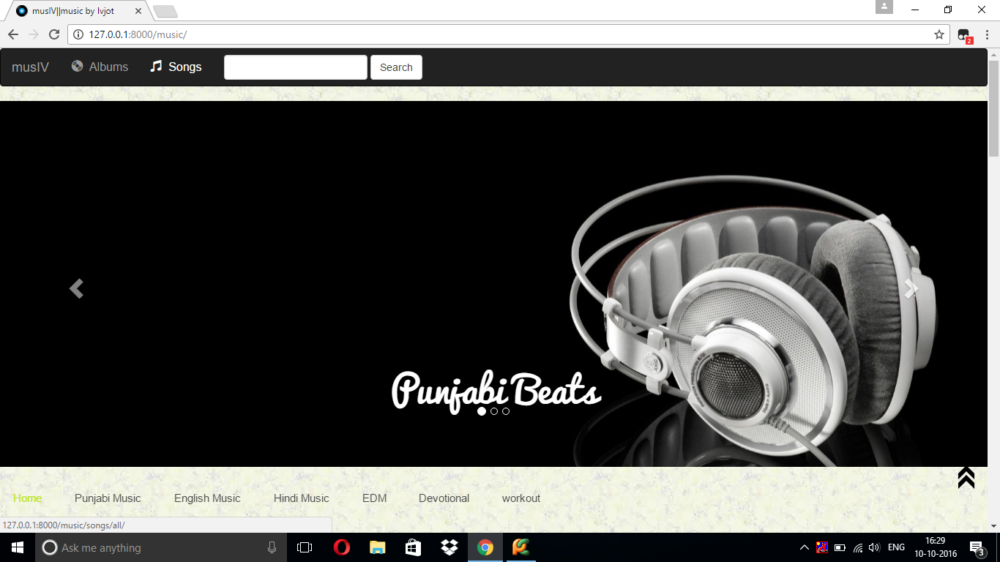 musIV||music by Ivjot
127.0.0.1:8000/music/
2
musIV Albums Songs Search
Punjabi Beats
Home Punjabi Music English Music Hindi Music EDM Devotional workout
127.0.0.1:8000/music/songs/all/
Ask me anything
ENG
16:29
10-10-2016
3